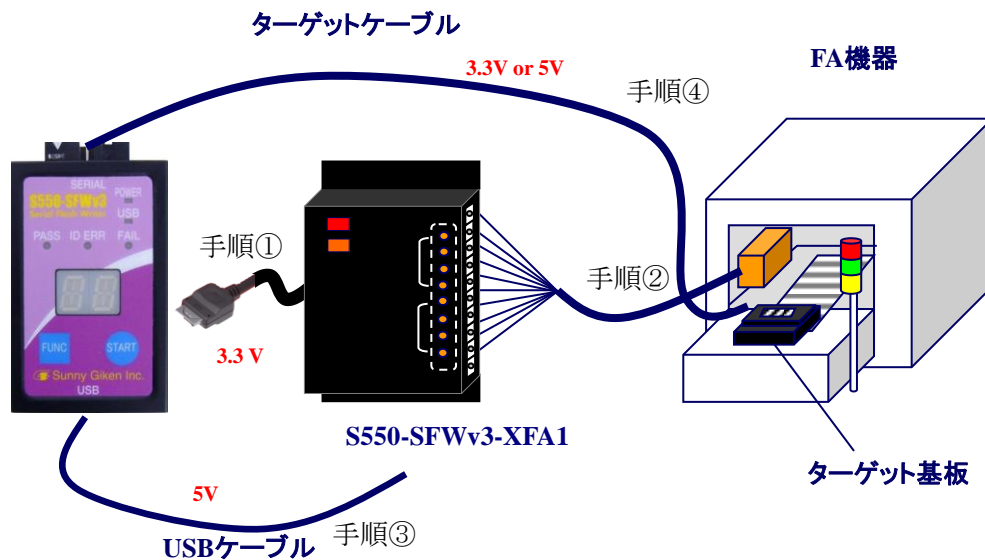 ターゲットケーブル
3.3V or 5V
手順④
FA機器
SERIAL
POWER
S550-SFWv3
Serial Flash Writer
USB
PASS ID ERR FAIL
手順①
手順②
FUNC START
3.3 V
Sunny Giken Inc.
USB
S550-SFWv3-XFA1
ターゲット基板
5V
手順③
USBケーブル